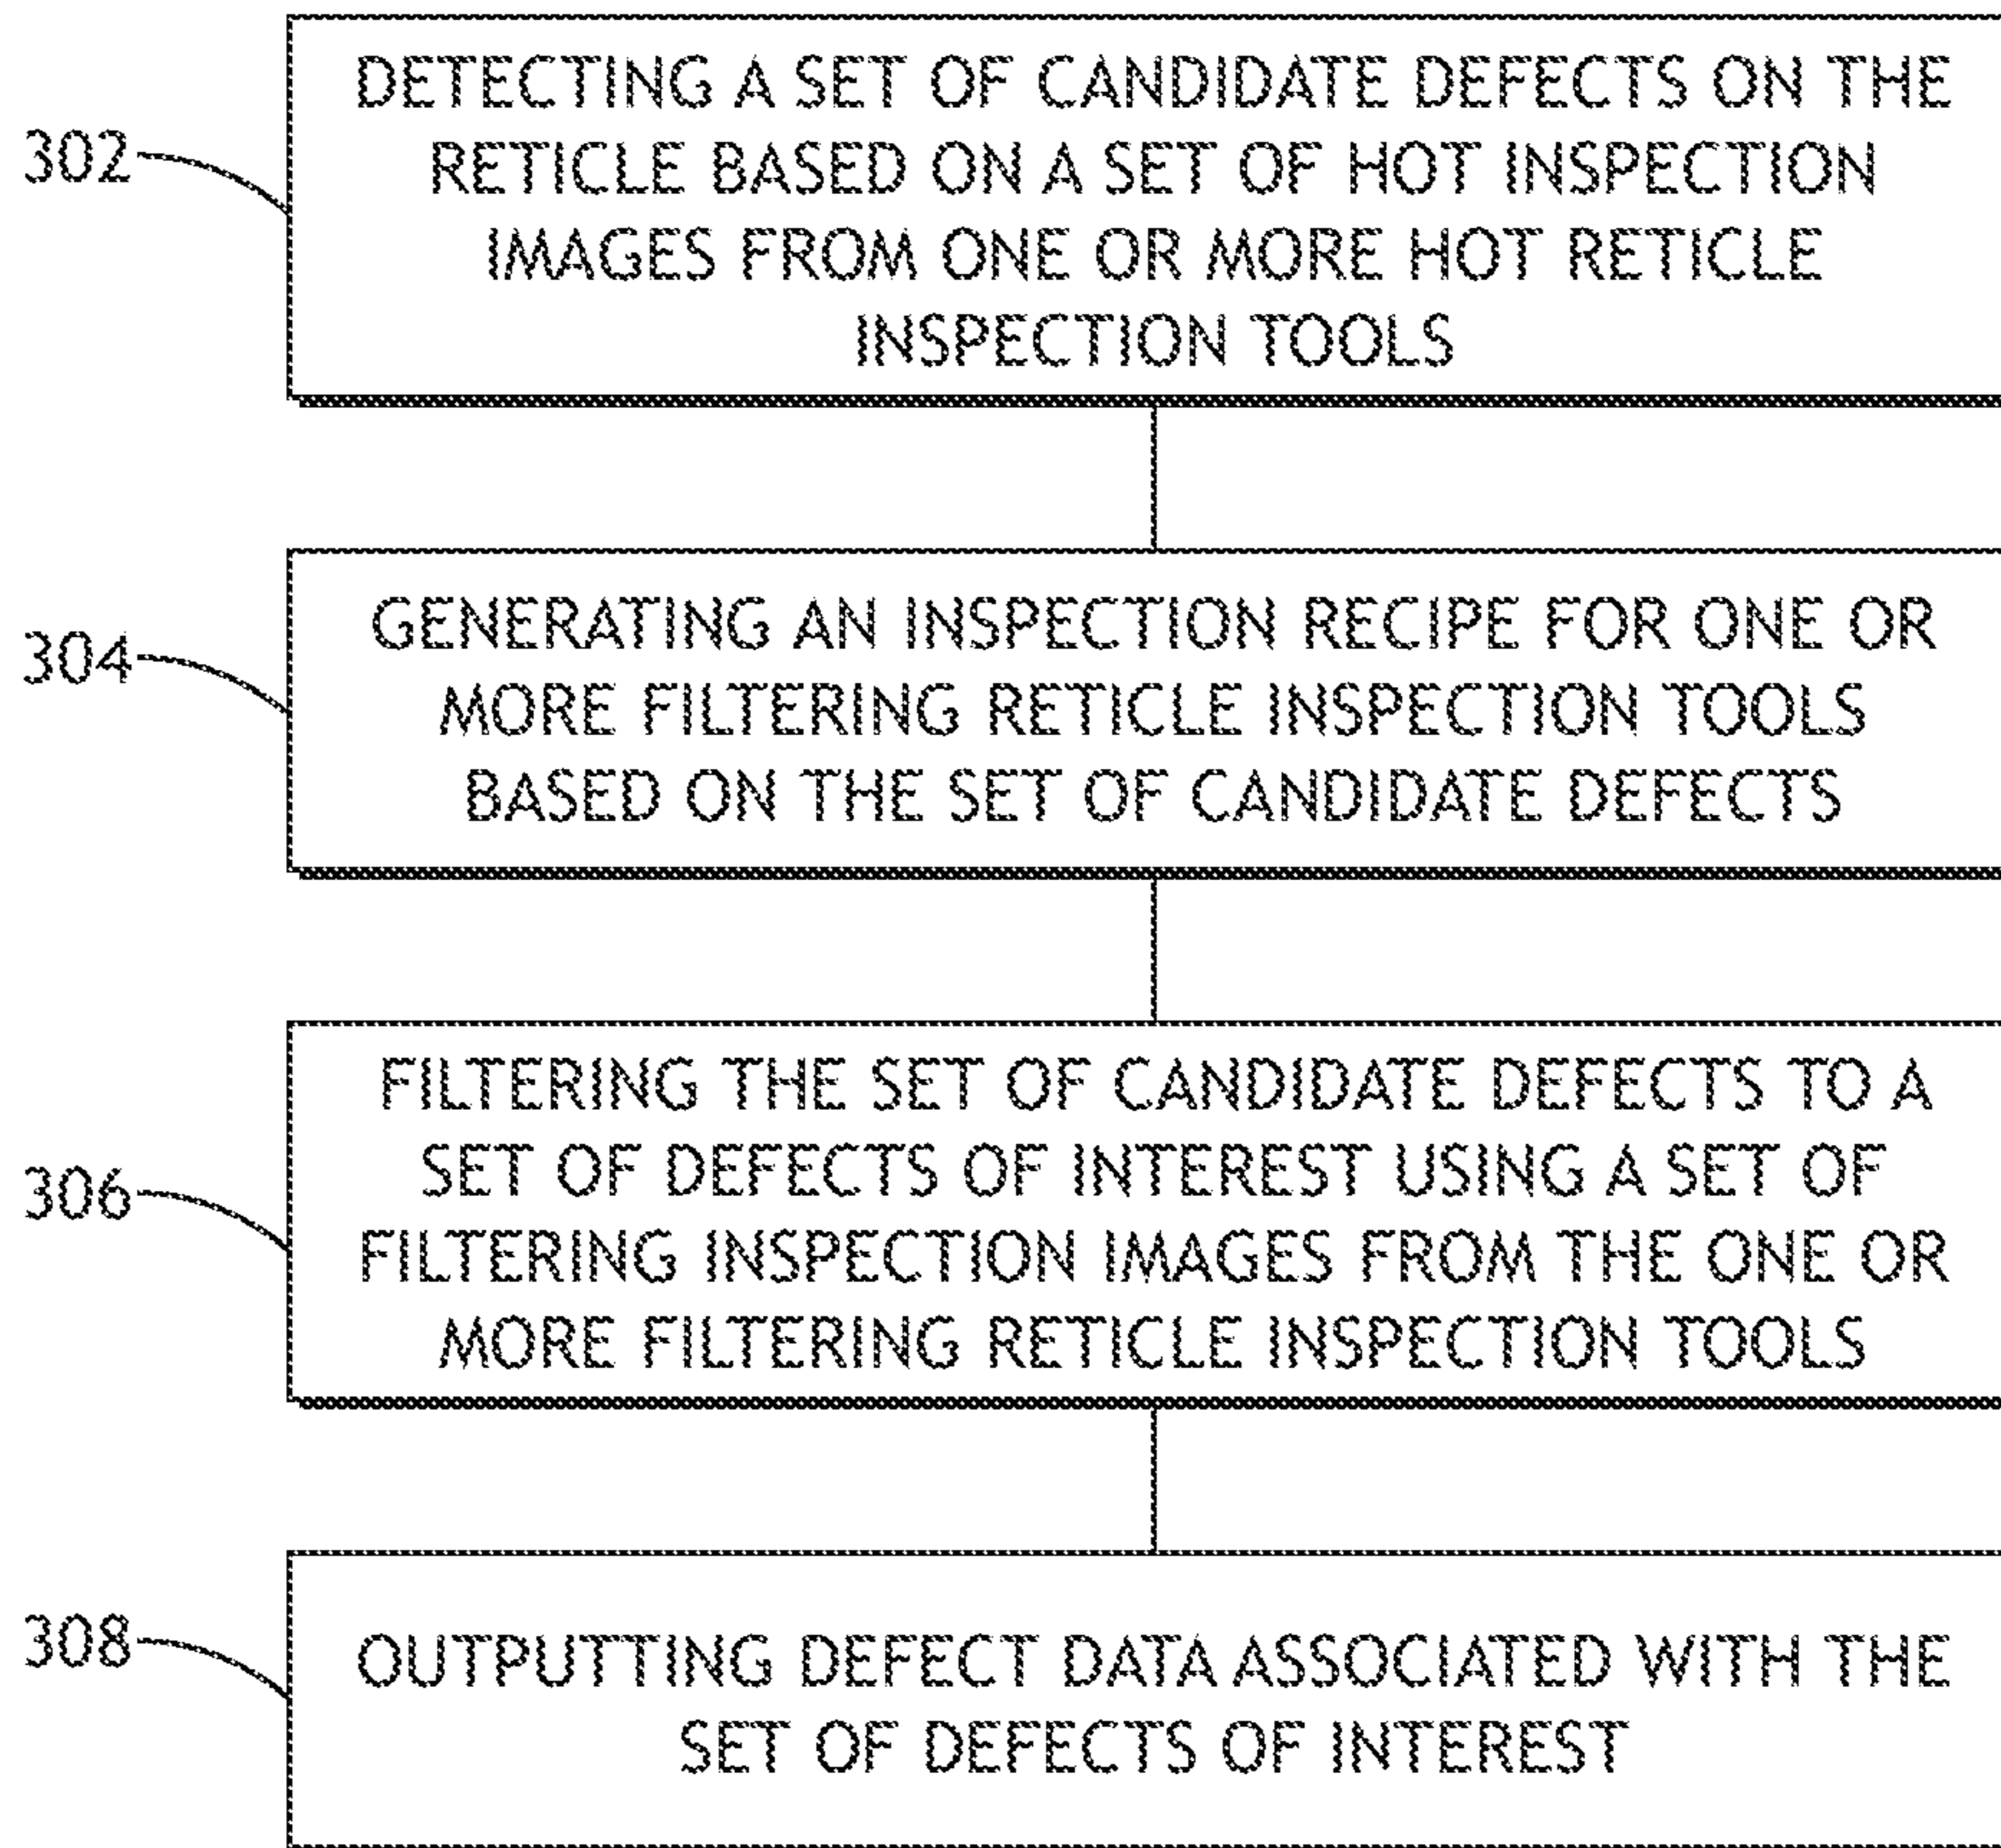 302
DETECTING A SET OF CANDIDATE DEFECTS ON THE
RETICLE BASED ON A SET OF HOT INSPECTION
IMAGES FROM ONE OR MORE HOT RETICLE
INSPECTION TOOLS
304
GENERATING AN INSPECTION RECIPE FOR ONE OR
MORE FILTERING RETICLE INSPECTION TOOLS
BASED ON THE SET OF CANDIDATE DEFECTS
306
FILTERING THE SET OF CANDIDATE DEFECTS TO A
SET OF DEFECTS OF INTEREST USING A SET OF
FILTERING INSPECTION IMAGES FROM THE ONE OR
MORE FILTERING RETICLE INSPECTION TOOLS
308
OUTPUTTING DEFECT DATA ASSOCIATED WITH THE
SET OF DEFECTS OF INTEREST